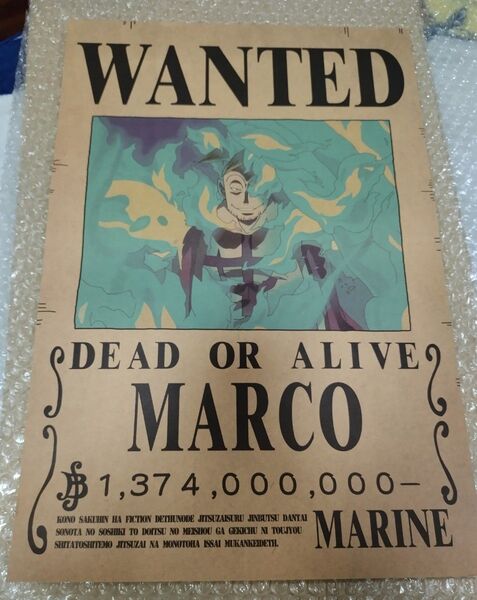 WANTED
DEAD OR ALIVE
MARCO
฿ 1,374,000,000—
KONO SAKUHIN HA FICTION DETHUNODE JITSUZAISURU JINBUTSU DANTAI
SONOTA NO SOSHIKI TO DOITSU NO MEISHOU GA GEKICHU NI TOUJYOU
SHITATOSHITEMO JITSUZAI NA MONOTOHA ISSAI MUKANKEIDETH.
MARINE